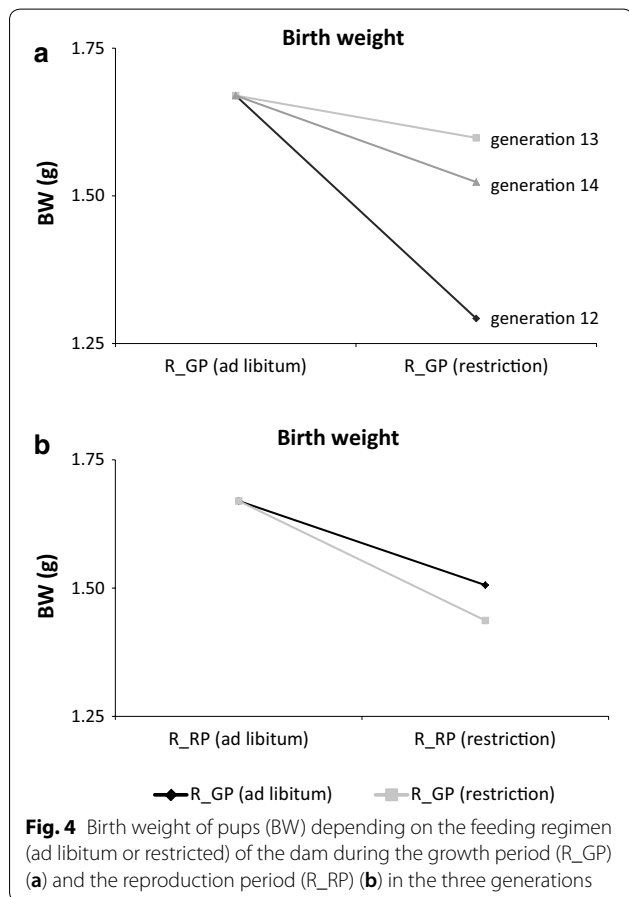 Birth weight
a
1.75
1.50
1.25
BW (g)
generation 13
generation 14
generation 12
R_GP (ad libitum) R_GP (restriction)
Birth weight
b
1.75
1.50
1.25
BW (g)
R_RP (ad libitum) R_RP (restriction)
R_GP (ad libitum) R_GP (restriction)
Fig. 4 Birth weight of pups (BW) depending on the feeding regimen
(ad libitum or restricted) of the dam during the growth period (R_GP)
(a) and the reproduction period (R_RP) (b) in the three generations